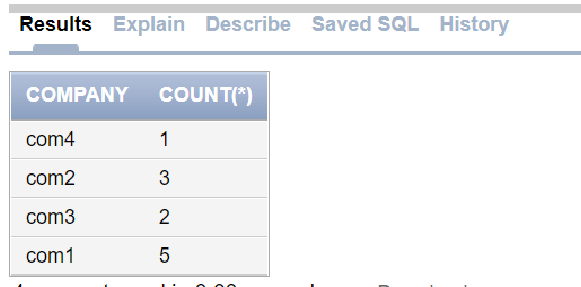 Results Explain Describe Saved SQL History
COMPANY COUNT(*)
com4 1
com2 3
com3 2
com1 5